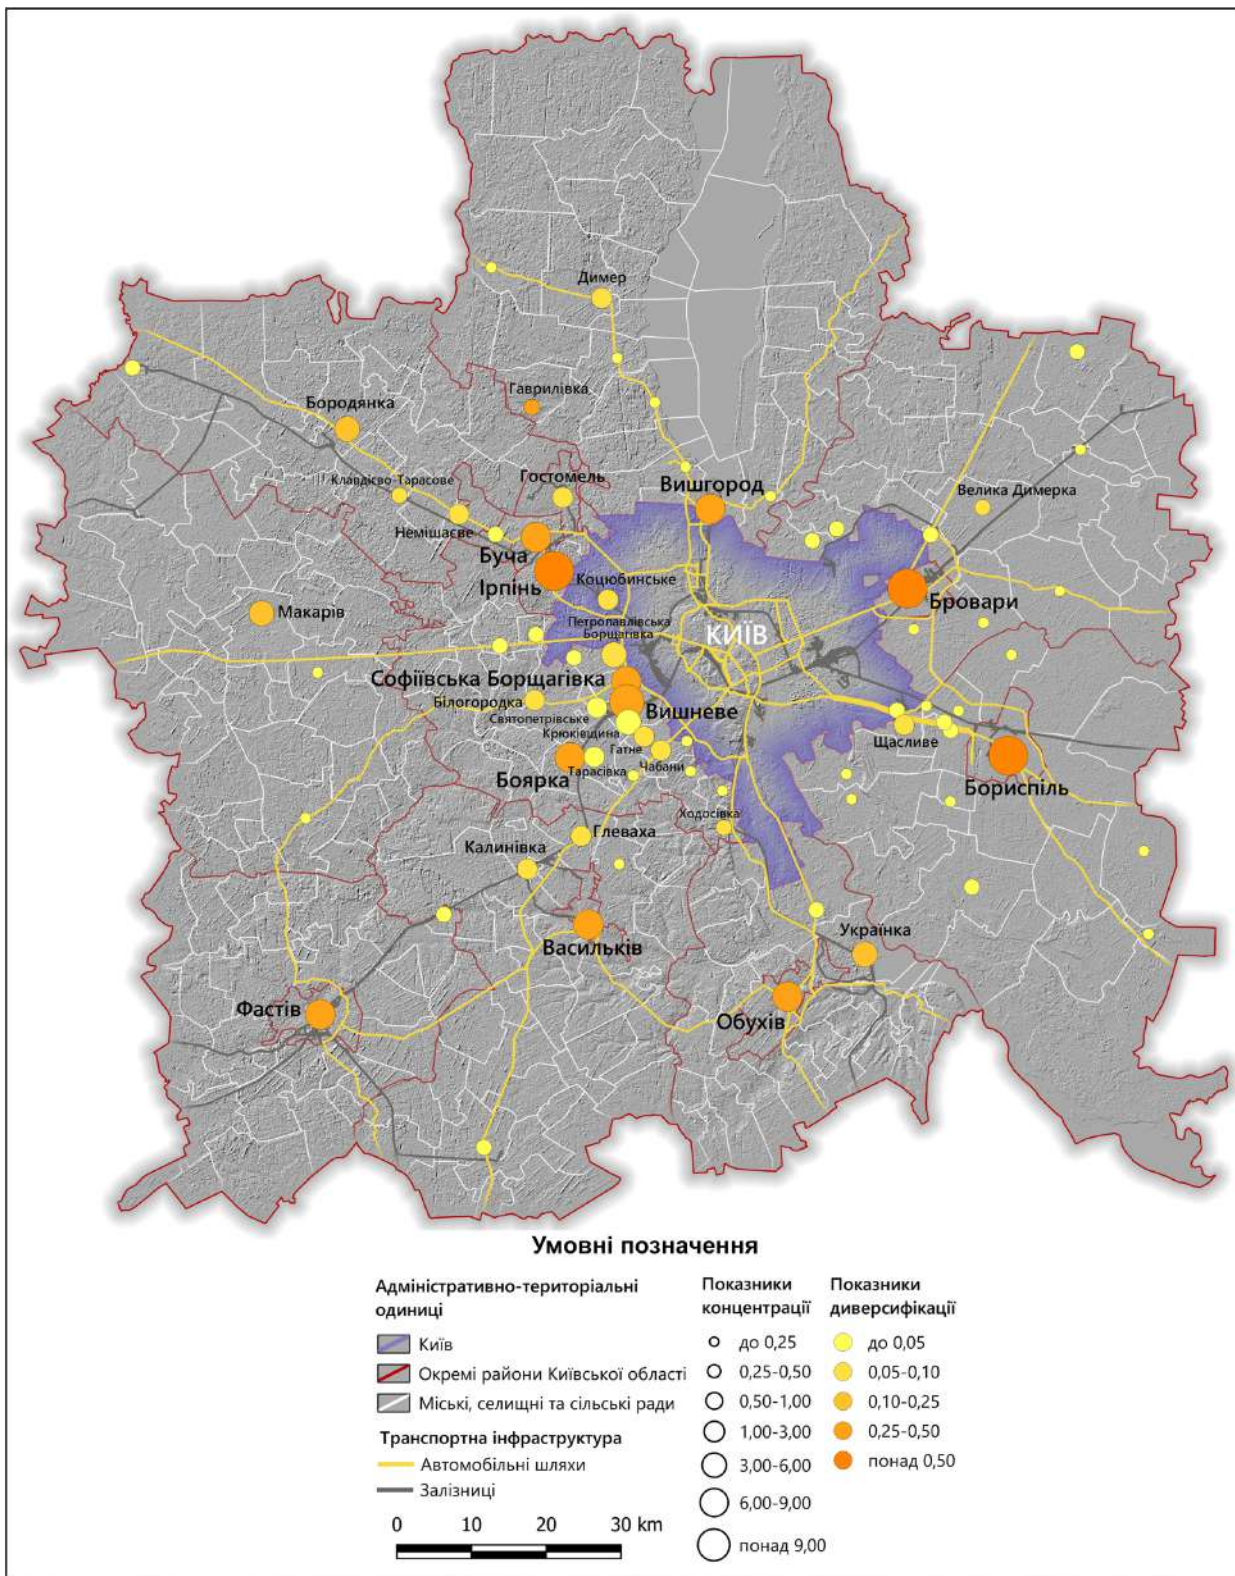 Димер
Гаврилівка
Бородянка
Клавдієво-Тарасове
Гостомель
Вишгород
Велика Димерка
Немішаєве
Буча
Ірпінь
Коцюбинське
Бровари
Макарів
Петропавлівська
Борщагівка
КИЇВ
Софіївська Борщагівка
Білогородка
Святопетрівське
Вишневе
Крюківщина
Гатне
Щасливе
Тарасівка
Чабани
Боярка
Бориспіль
Ходосівка
Глеваха
Калинівка
Васильків
Українка
Фастів
Обухів
Умовні позначення
Адміністративно-територіальні
одиниці
Київ
Окремі райони Київської області
Міські, селищні та сільські ради
Транспортна інфраструктура
Автомобільні шляхи
Залізниці
0 10 20 30 km
Показники
концентрації
до 0,25
0,25-0,50
0,50-1,00
1,00-3,00
3,00-6,00
6,00-9,00
понад 9,00
Показники
диверсифікації
до 0,05
0,05-0,10
0,10-0,25
0,25-0,50
понад 0,50